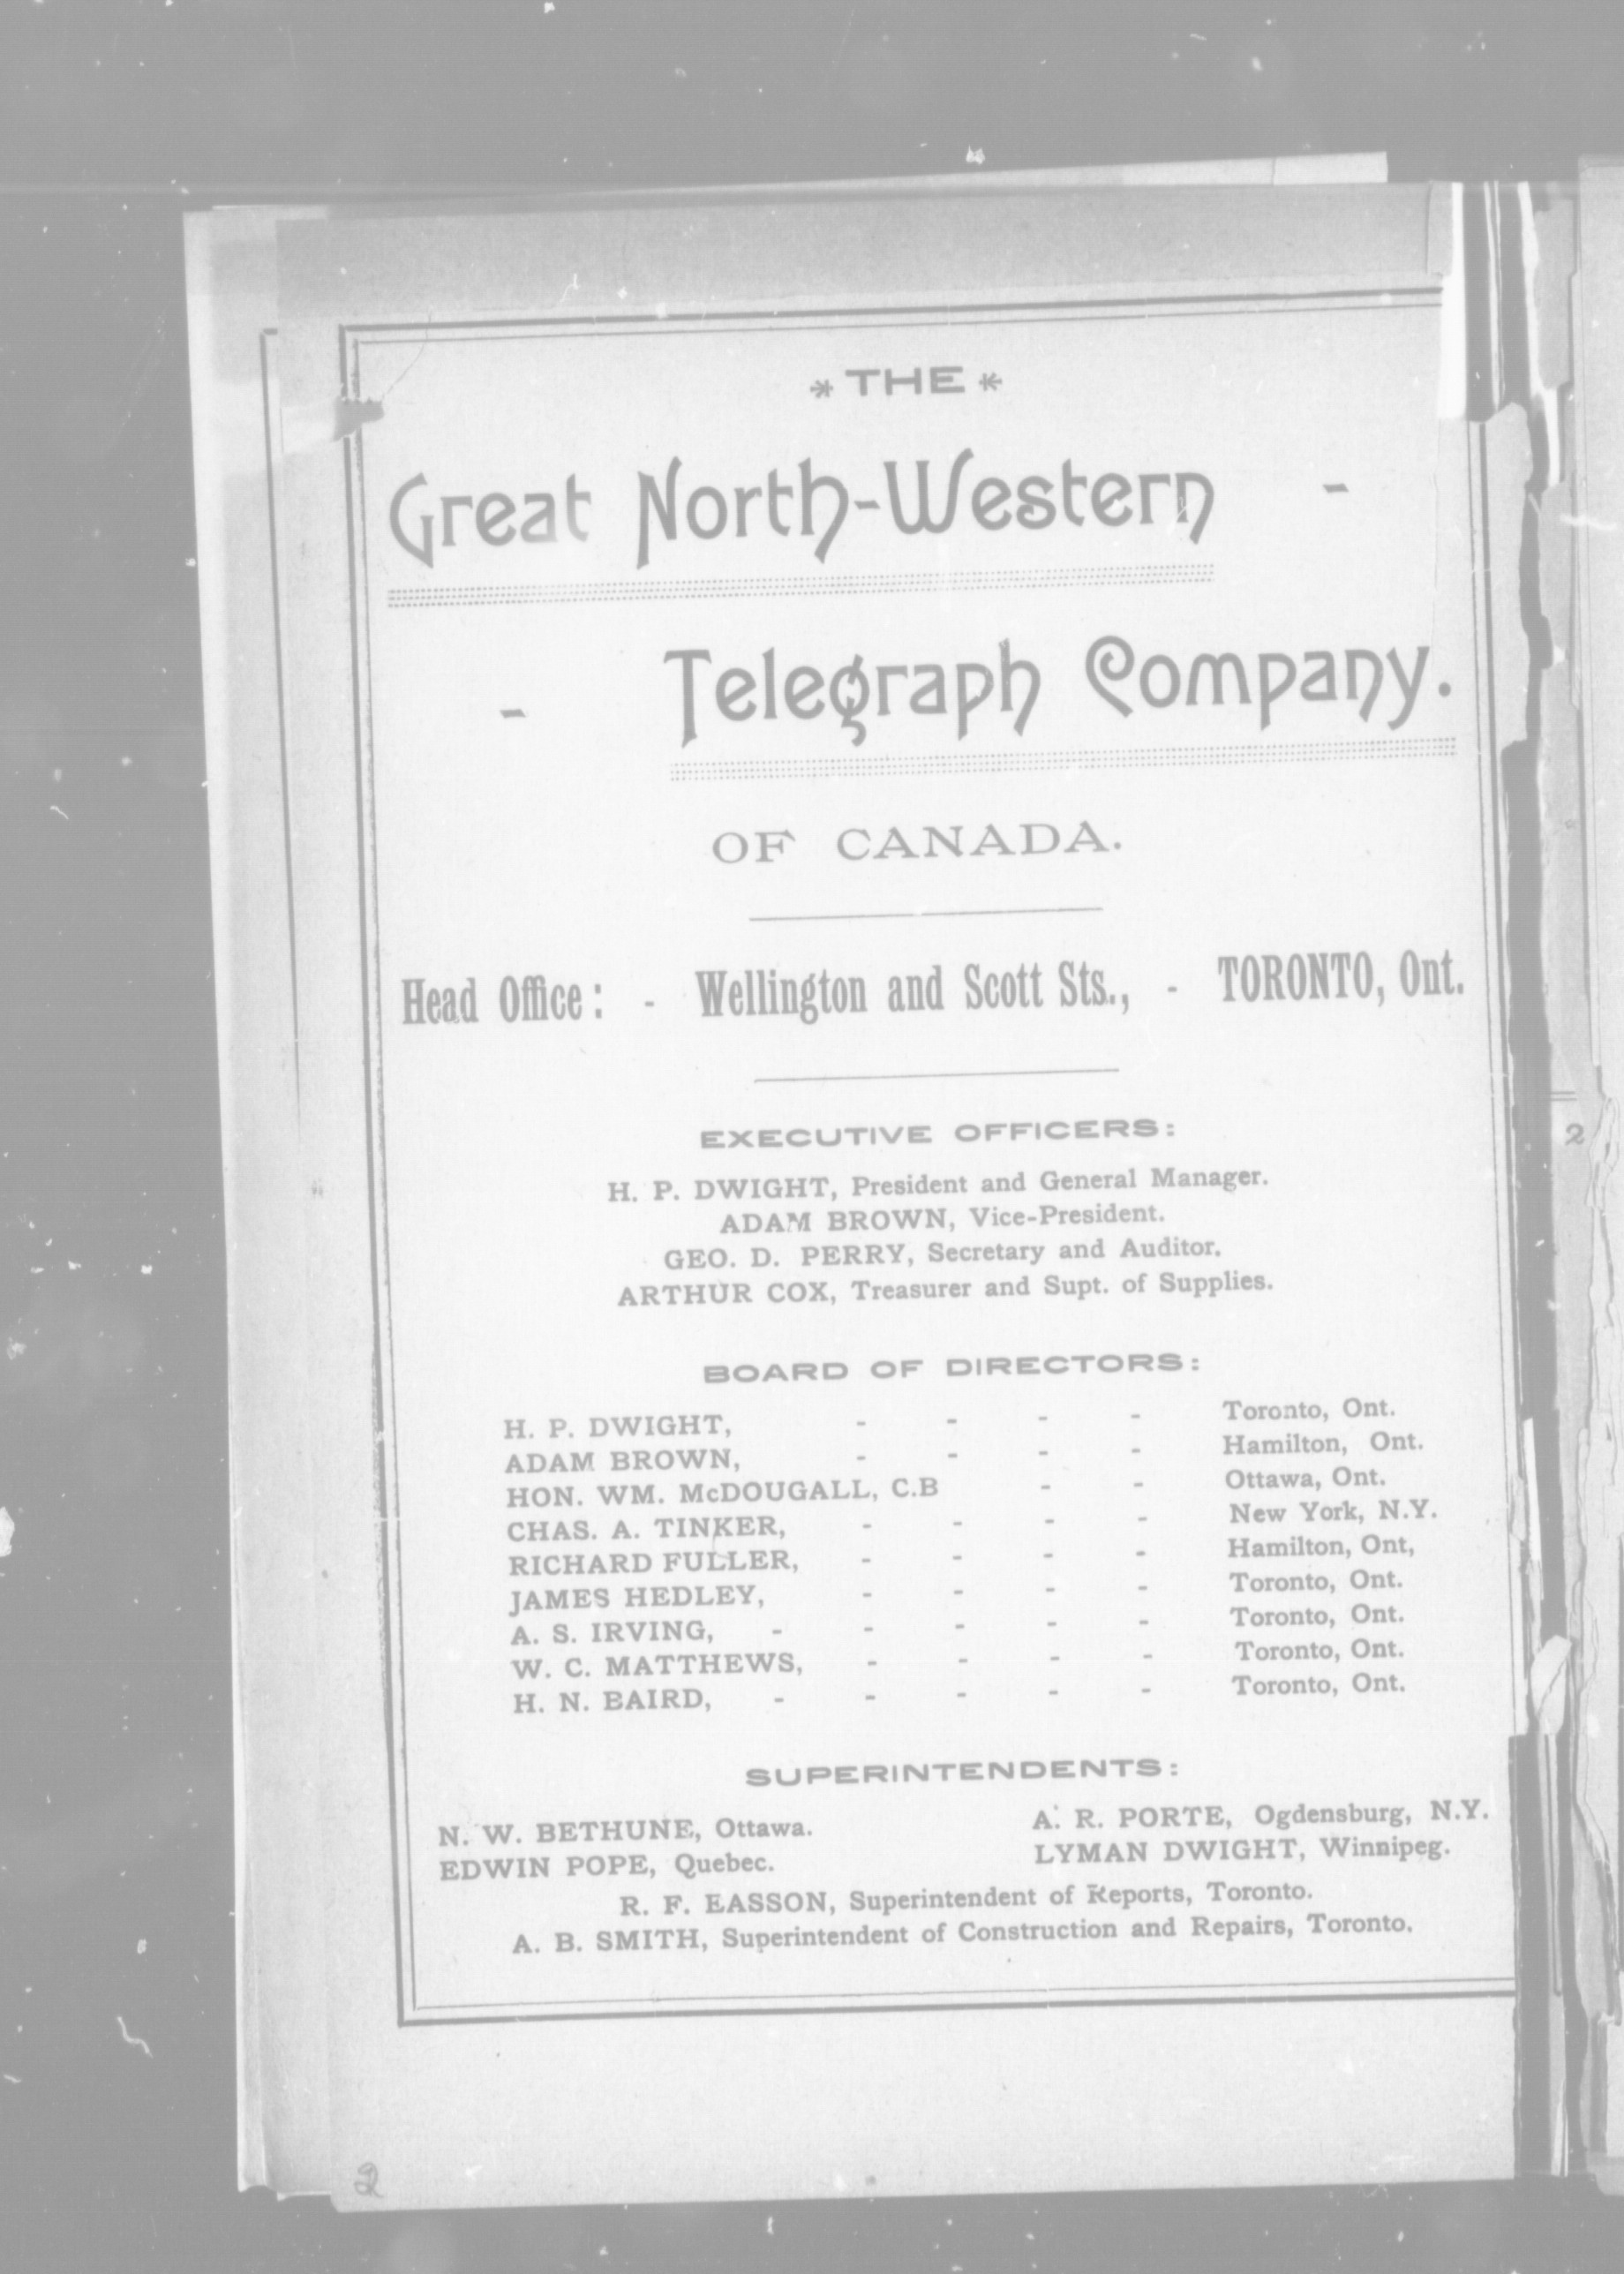 * THE *
Great North-Western -
- Telegraph Company.
OF CANADA.
Head Office: - Wellington and Scott Sts., - TORONTO, Ont.
EXECUTIVE OFFICERS:
H. P. DWIGHT, President and General Manager.
ADAM BROWN, Vice-President.
GEO. D. PERRY, Secretary and Auditor.
ARTHUR COX, Treasurer and Supt. of Supplies.
BOARD OF DIRECTORS:
H. P. DWIGHT, - - - - Toronto, Ont.
ADAM BROWN, - - - - Hamilton, Ont.
HON. WM. McDOUGALL, C.B - - Ottawa, Ont.
CHAS. A. TINKER, - - - - New York, N.Y.
RICHARD FULLER, - - - - Hamilton, Ont,
JAMES HEDLEY, - - - - Toronto, Ont.
A. S. IRVING, - - - - - Toronto, Ont.
W. C. MATTHEWS, - - - - Toronto, Ont.
H. N. BAIRD, - - - - - Toronto, Ont.
SUPERINTENDENTS:
N. W. BETHUNE, Ottawa. A. R. PORTE, Ogdensburg, N.Y.
EDWIN POPE, Quebec. LYMAN DWIGHT, Winnipeg.
R. F. EASSON, Superintendent of Reports, Toronto.
A. B. SMITH, Superintendent of Construction and Repairs, Toronto.
2
2